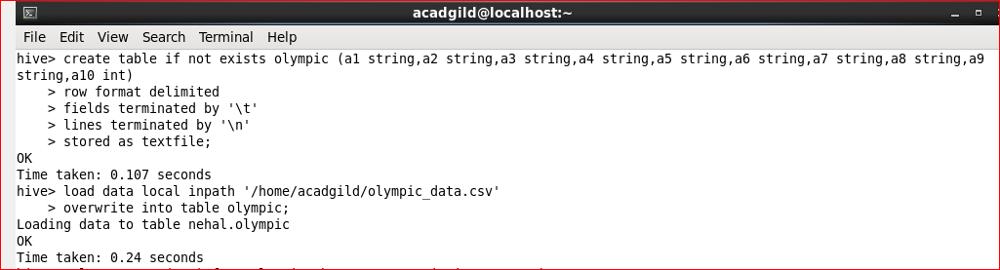 acadgild@localhost:~
File Edit View Search Terminal Help
hive> create table if not exists olympic (a1 string,a2 string,a3 string,a4 string,a5 string,a6 string,a7 string,a8 string,a9
string,a10 int)
    > row format delimited
    > fields terminated by '\t'
    > lines terminated by '\n'
    > stored as textfile;
OK
Time taken: 0.107 seconds
hive> load data local inpath '/home/acadgild/olympic_data.csv'
    > overwrite into table olympic;
Loading data to table nehal.olympic
OK
Time taken: 0.24 seconds